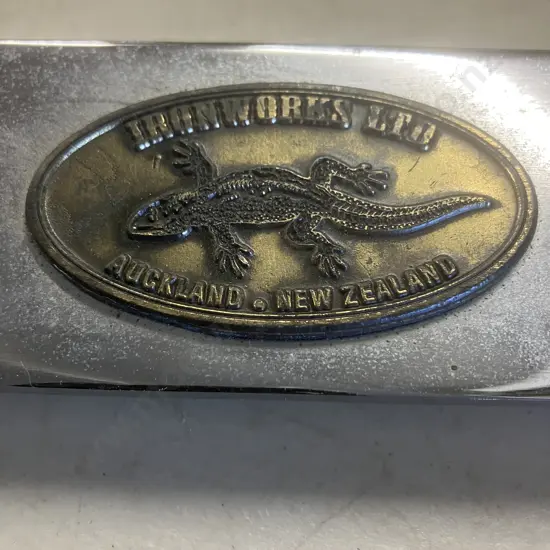 IRONWORKS LTD
AUCKLAND • NEW ZEALAND